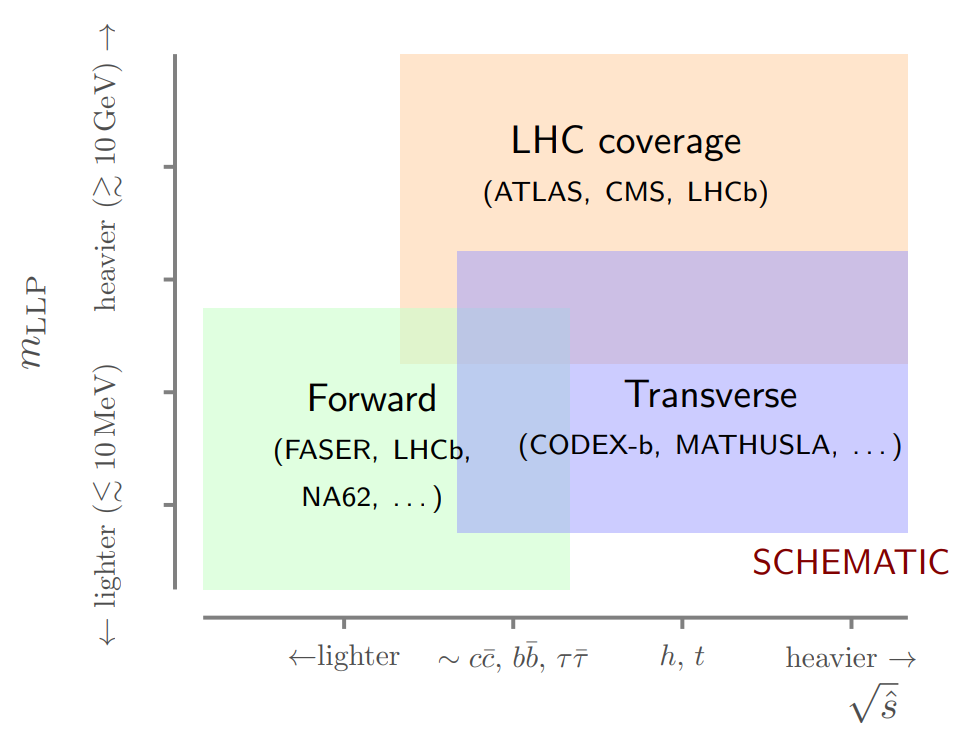 LHC coverage
(ATLAS, CMS, LHCb)
Forward
(FASER, LHCb,
NA62, ...)
Transverse
(CODEX-b, MATHUSLA, ...)
SCHEMATIC
m_LLP
← lighter (≲ 10 MeV)
heavier (≳ 10 GeV) →
←lighter
∼ cc̄, bb̄, ττ̄
h, t
heavier →
√ŝ